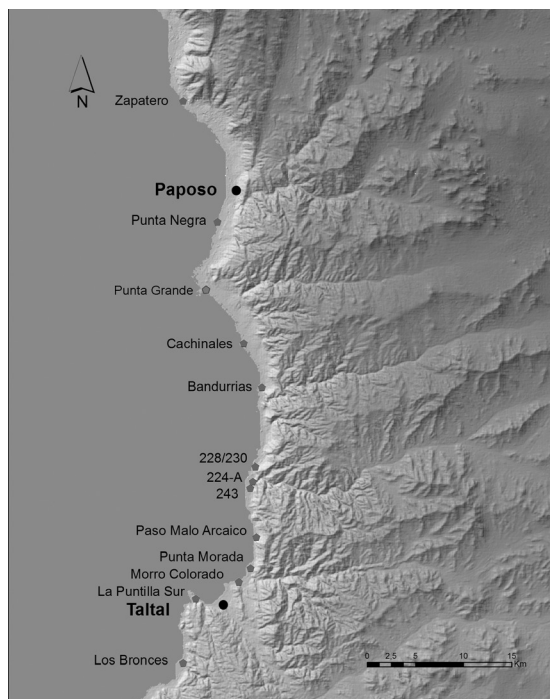 N
Zapatero
Paposo
Punta Negra
Punta Grande
Cachinales
Bandurrias
228/230
224-A
243
Paso Malo Arcaico
Punta Morada
Morro Colorado
La Puntilla Sur
Taltal
Los Bronces
0 2,5 5 10 15
Km